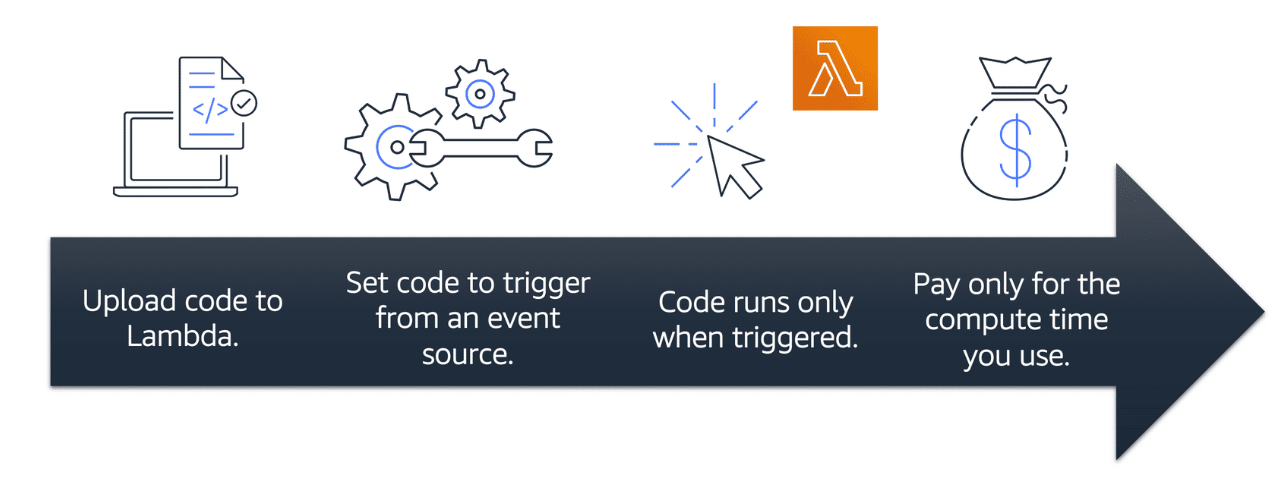 </>
$
Upload code to
Lambda.
Set code to trigger
from an event
source.
Code runs only
when triggered.
Pay only for the
compute time
you use.